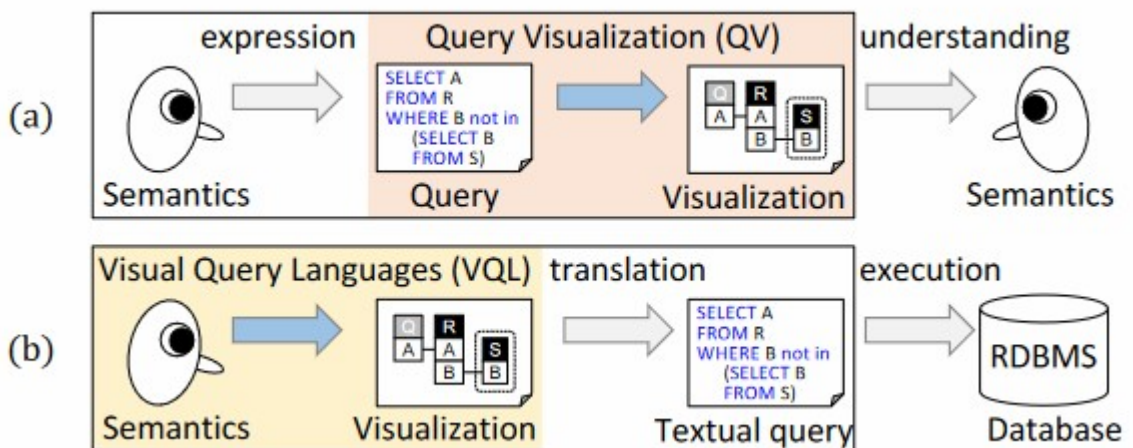 expression
Query Visualization (QV)
understanding
(a)
SELECT A
FROM R
WHERE B not in
(SELECT B
FROM S)
Q
R
A
A
S
B
B
Semantics
Query
Visualization
Semantics
Visual Query Languages (VQL)
translation
execution
(b)
Q
R
A
A
S
B
B
SELECT A
FROM R
WHERE B not in
(SELECT B
FROM S)
RDBMS
Semantics
Visualization
Textual query
Database